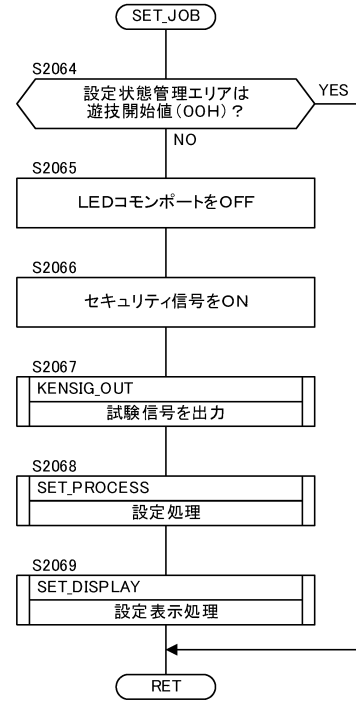 SET_JOB
S2064
設定状態管理エリアは
遊技開始値（００Ｈ）？
YES
NO
S2065
ＬＥＤコモンポートをＯＦＦ
S2066
セキュリティ信号をＯＮ
S2067
KENSIG_OUT
試験信号を出力
S2068
SET_PROCESS
設定処理
S2069
SET_DISPLAY
設定表示処理
RET